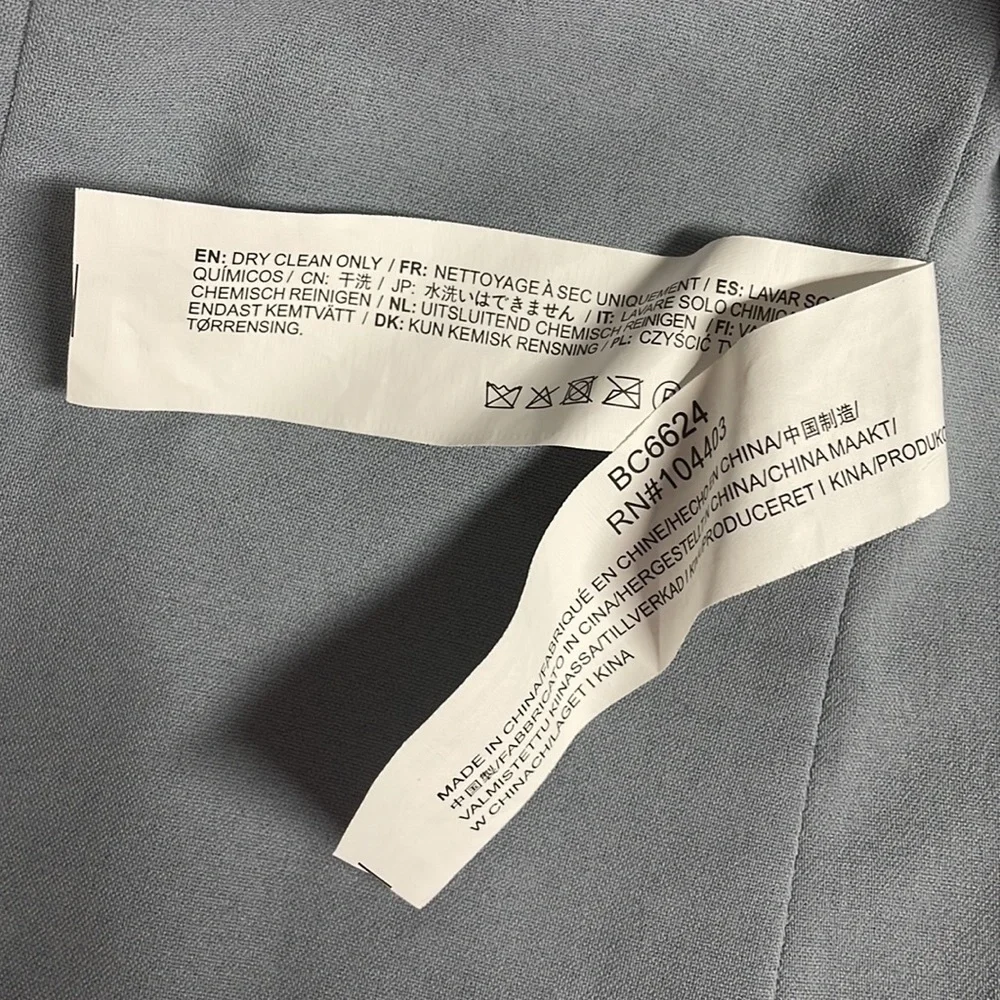 EN: DRY CLEAN ONLY / FR: NETTOYAGE À SEC UNIQUEMENT / ES: LAVAR
QUÍMICOS / CN: 干洗 / JP: 水洗いはできません / IT: LAVARE SOLO
CHEMISCH REINIGEN / NL: UITSLUITEND CHEMISCH REINIGEN / FI:
ENDAST KEMTVÄTT / DK: KUN KEMISK RENSNING / PL: CZYŚCIĆ
TØRRENSING.
BC6624
RN#104403
MADE IN CHINA/FABRIQUÉ EN CHINE/HECHO EN CHINA/中国制造/
中国製/FABBRICATO IN CINA/HERGESTELLT IN CHINA/CHINA MAAKT/
VALMISTETTU KIINASSA/TILLVERKAD I KINA/PRODUCERET I KINA/
W CHINACH/LAGET I KINA